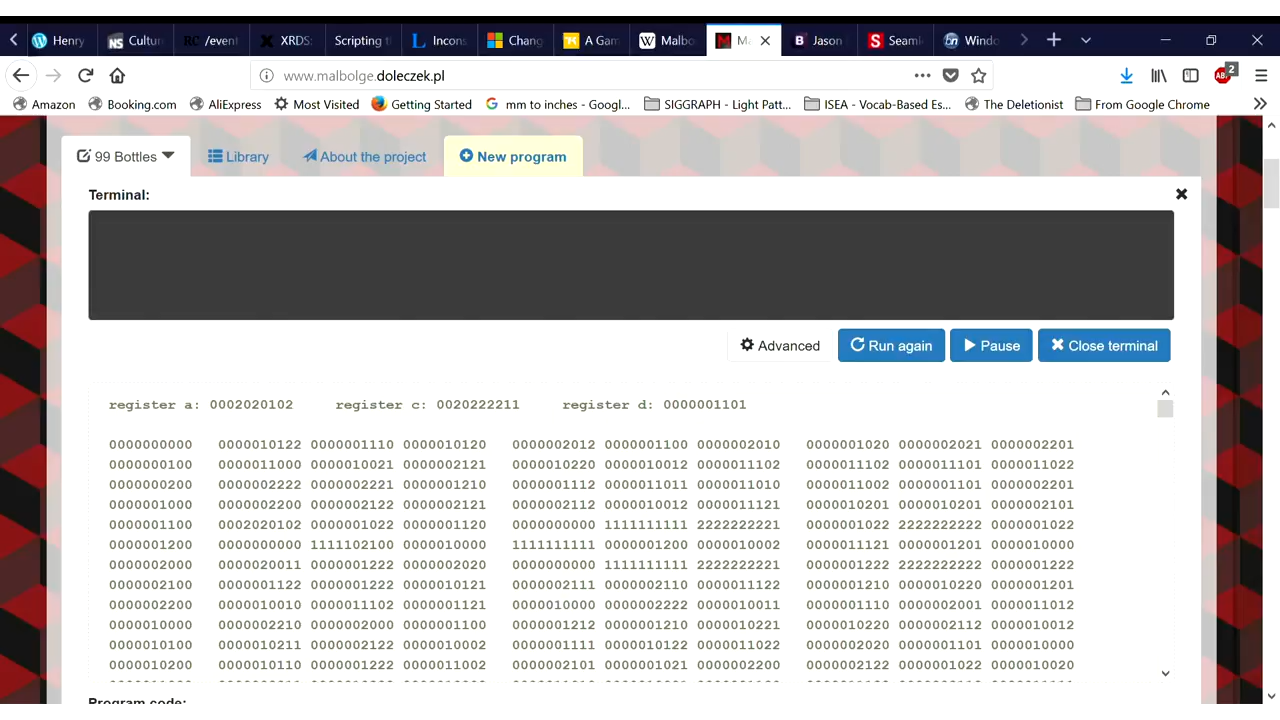 Henry Cultur RC /event XRDS: Scripting t Incons Chang A Gam Malbo M Jason Seaml Windo
www.malbolge.doleczek.pl
2
Amazon Booking.com AliExpress Most Visited Getting Started mm to inches - Googl... SIGGRAPH - Light Patt... ISEA - Vocab-Based Es... The Deletionist From Google Chrome
99 Bottles Library About the project New program
Terminal:
Advanced Run again Pause Close terminal
register a: 0002020102 register c: 0020222211 register d: 0000001101
0000000000 0000010122 0000001110 0000010120 0000002012 0000001100 0000002010 0000001020 0000002021 0000002201
0000000100 0000011000 0000010021 0000002121 0000010220 0000010012 0000011102 0000011102 0000011101 0000011022
0000000200 0000002222 0000002221 0000001210 0000001112 0000011011 0000011010 0000011002 0000001101 0000002201
0000001000 0000002200 0000002122 0000002121 0000002112 0000010012 0000011121 0000010201 0000010201 0000002101
0000001100 0002020102 0000001022 0000001120 0000000000 1111111111 2222222221 0000001022 2222222222 0000001022
0000001200 0000000000 1111102100 0000010000 1111111111 0000001200 0000010002 0000011121 0000001201 0000010000
0000002000 0000020011 0000001222 0000002020 0000000000 1111111111 2222222221 0000001222 2222222222 0000001222
0000002100 0000001122 0000001222 0000010121 0000002111 0000002110 0000011122 0000001210 0000010220 0000001201
0000002200 0000010010 0000011102 0000001121 0000010000 0000002222 0000010011 0000001110 0000002001 0000011012
0000010000 0000002210 0000002000 0000001100 0000001212 0000001210 0000010221 0000010220 0000002112 0000010012
0000010100 0000010211 0000002122 0000010002 0000001111 0000010122 0000011022 0000002020 0000001101 0000010000
0000010200 0000010110 0000001222 0000011002 0000002101 0000001021 0000002200 0000002122 0000001022 0000010020
Program code: